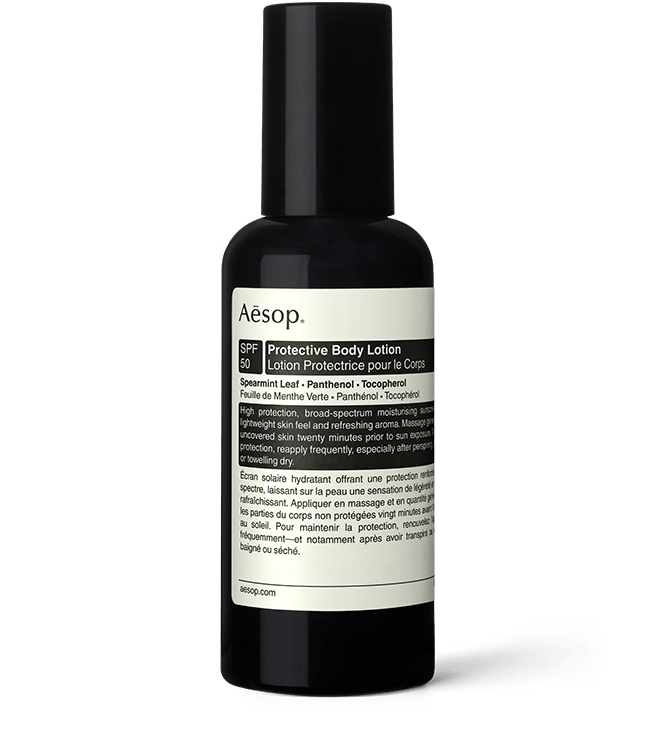 Aēsop.
SPF 50
Protective Body Lotion
Lotion Protectrice pour le Corps
Spearmint Leaf • Panthenol • Tocopherol
Feuille de Menthe Verte • Panthénol • Tocophérol
High protection, broad-spectrum moisturising
lightweight skin feel and refreshing aroma. Massage
uncovered skin twenty minutes prior to sun exposure.
protection, reapply frequently, especially after
or towelling dry.
Écran solaire hydratant offrant une protection
spectre, laissant sur la peau une sensation de légèreté
rafraîchissant. Appliquer en massage et en quantité
les parties du corps non protégées vingt minutes
au soleil. Pour maintenir la protection,
fréquemment—et notamment après avoir transpiré
baigné ou séché.
aesop.com